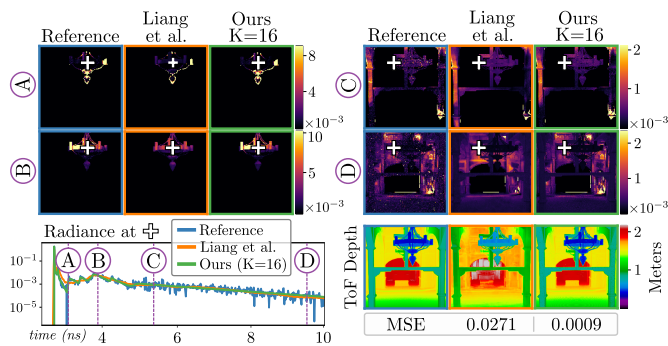 Reference
Liang
et al.
Ours
K=16
A
8
4
×10⁻³
B
10
5
×10⁻³
Radiance at
Reference
Liang et al.
Ours (K=16)
A
B
C
D
10⁻¹
10⁻³
10⁻⁵
time (ns)
4
6
8
10
Reference
Liang
et al.
Ours
K=16
C
2
1
×10⁻³
D
2
1
×10⁻³
ToF Depth
2
1
Meters
MSE
0.0271
0.0009